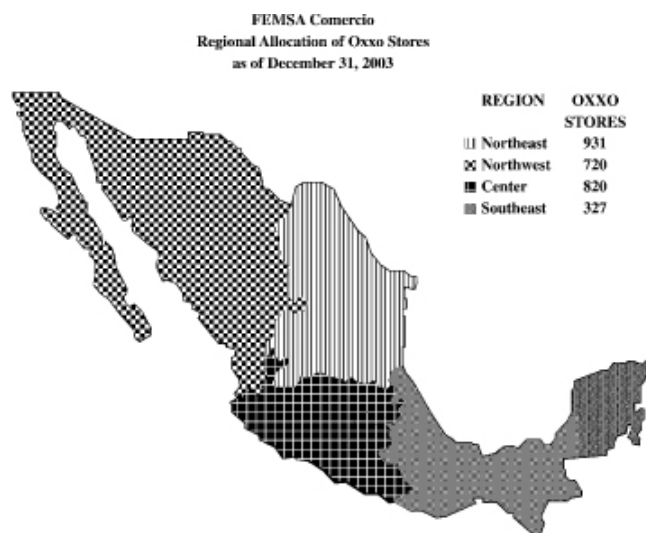 FEMSA Comercio
Regional Allocation of Oxxo Stores
as of December 31, 2003
REGION OXXO
STORES
Northeast 931
Northwest 720
Center 820
Southeast 327